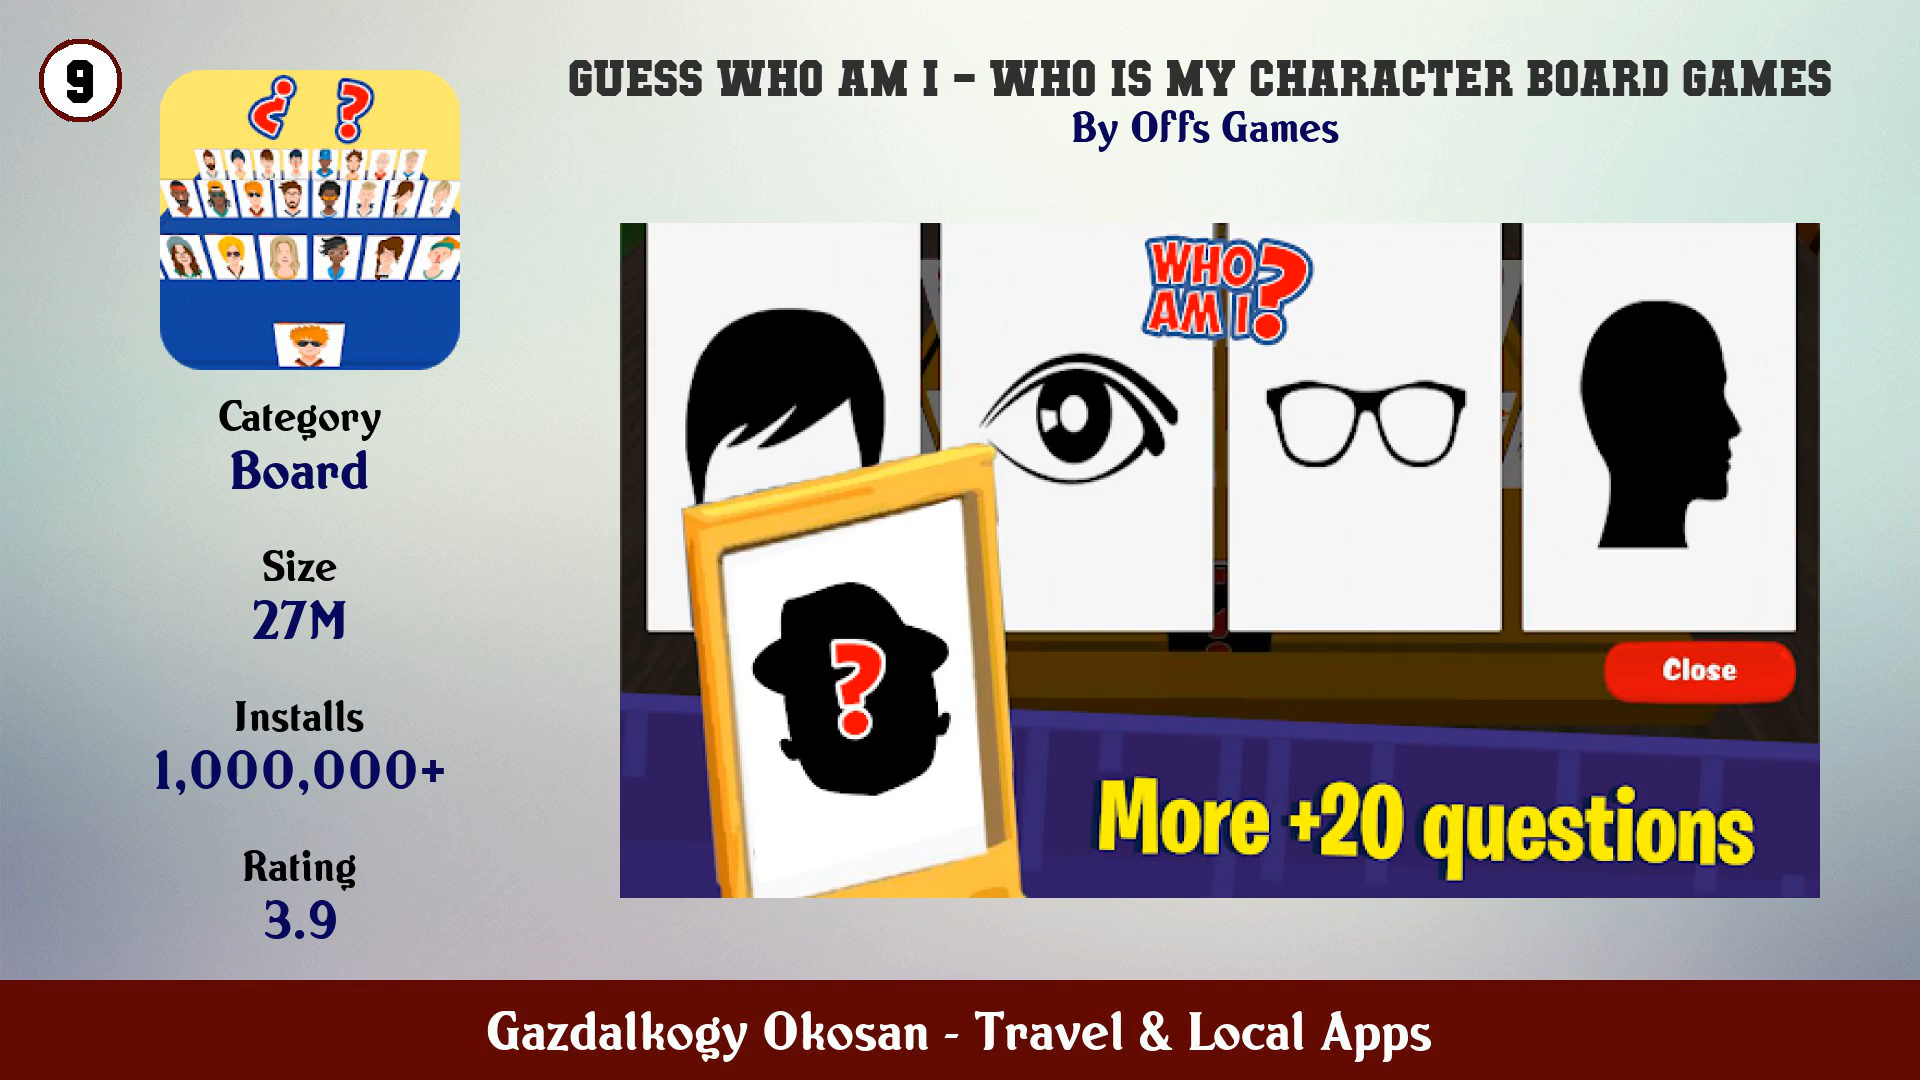 9
GUESS WHO AM I - WHO IS MY CHARACTER BOARD GAMES
By Offs Games
¿ ?
Category
Board
Size
27M
Installs
1,000,000+
Rating
3.9
WHO
AM I?
?
Close
More +20 questions
Gazdalkogy Okosan - Travel & Local Apps